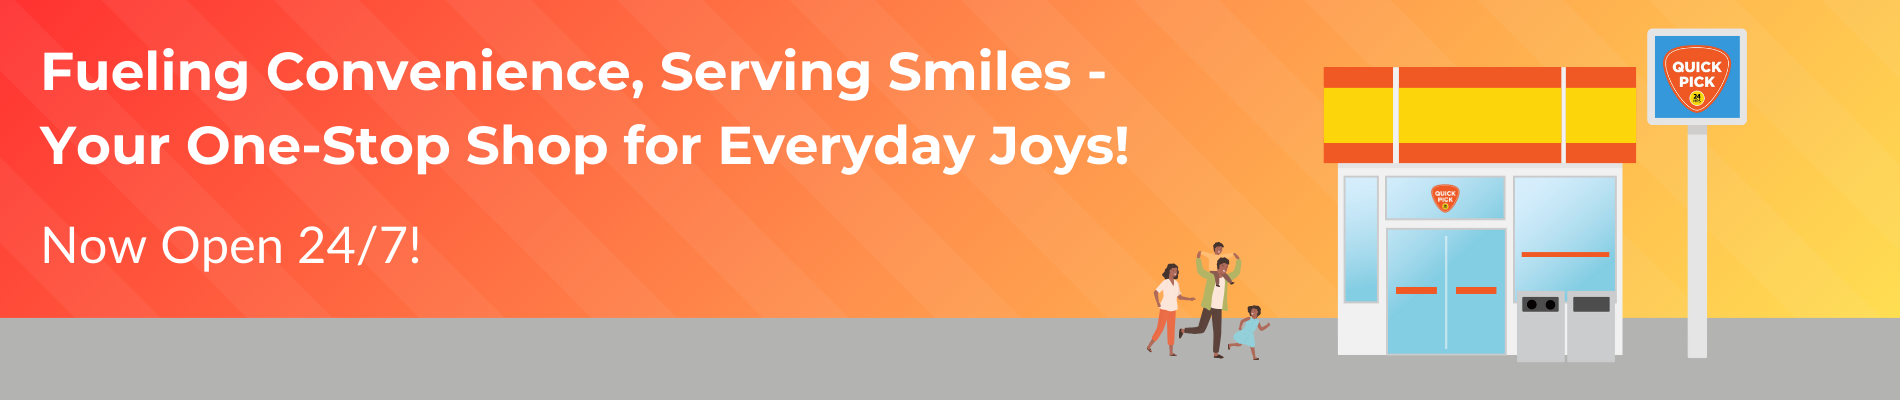 Fueling Convenience, Serving Smiles -
Your One-Stop Shop for Everyday Joys!
Now Open 24/7!
QUICK
PICK
24
QUICK
PICK